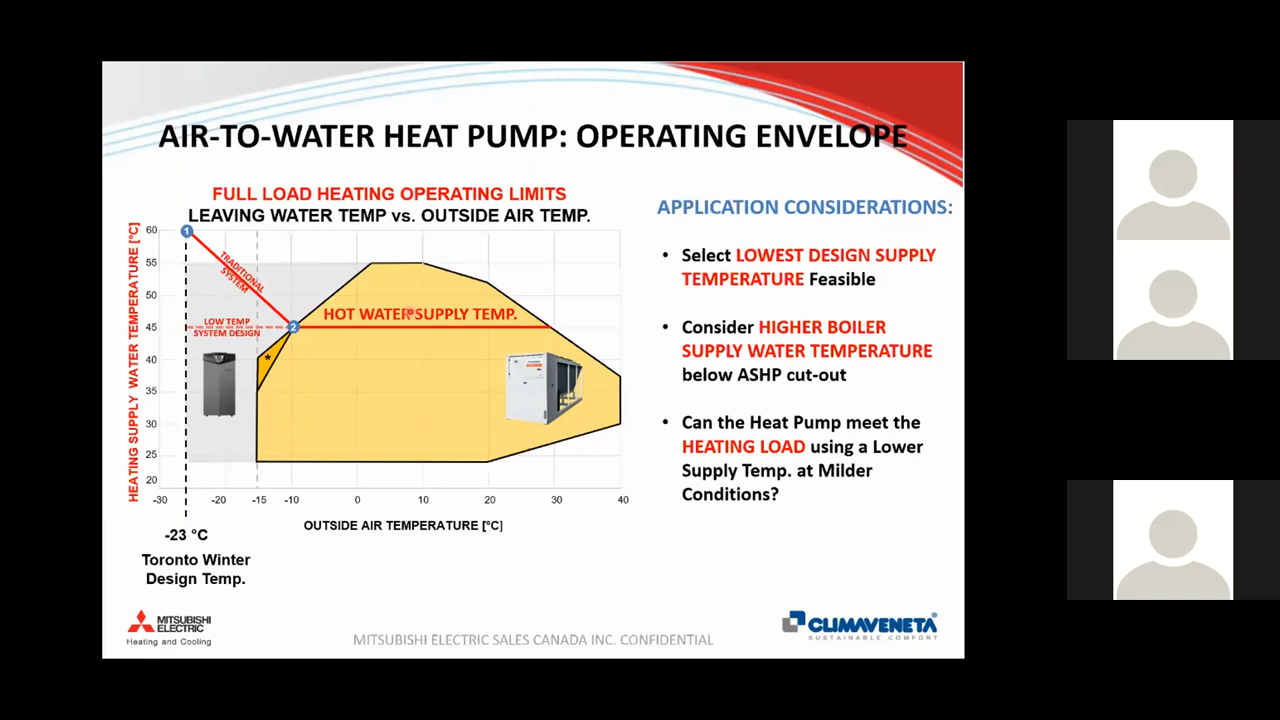 AIR-TO-WATER HEAT PUMP: OPERATING ENVELOPE
FULL LOAD HEATING OPERATING LIMITS
LEAVING WATER TEMP vs. OUTSIDE AIR TEMP.
HEATING SUPPLY WATER TEMPERATURE [°C]
60
55
50
45
40
35
30
25
20
1
TRADITIONAL
SYSTEM
LOW TEMP
SYSTEM DESIGN
2
HOT WATER SUPPLY TEMP.
*
-30
-20
-15
-10
0
10
20
30
40
OUTSIDE AIR TEMPERATURE [°C]
-23 °C
Toronto Winter
Design Temp.
APPLICATION CONSIDERATIONS:
• Select LOWEST DESIGN SUPPLY
TEMPERATURE Feasible
• Consider HIGHER BOILER
SUPPLY WATER TEMPERATURE
below ASHP cut-out
• Can the Heat Pump meet the
HEATING LOAD using a Lower
Supply Temp. at Milder
Conditions?
MITSUBISHI
ELECTRIC
Heating and Cooling
MITSUBISHI ELECTRIC SALES CANADA INC. CONFIDENTIAL
CLIMAVENETA
SUSTAINABLE COMFORT